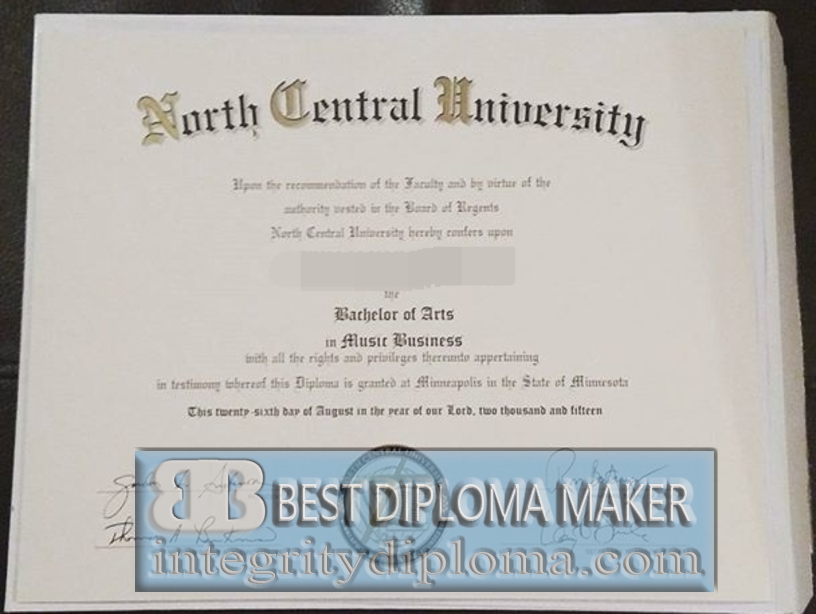 North Central University
Upon the recommendation of the Faculty and by virtue of the
authority vested in the Board of Regents
North Central University hereby confers upon
the
Bachelor of Arts
in Music Business
with all the rights and privileges thereunto appertaining
in testimony whereof this Diploma is granted at Minneapolis in the State of Minnesota
This twenty-sixth day of August in the year of our Lord, two thousand and fifteen
BB BEST DIPLOMA MAKER
integritydiploma.com